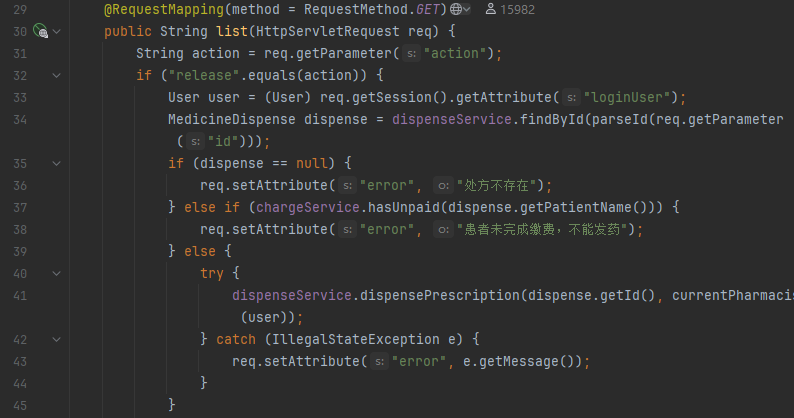 29 @RequestMapping(method = RequestMethod.GET) 15982
30 public String list(HttpServletRequest req) {
31 String action = req.getParameter( s: "action");
32 if ("release".equals(action)) {
33 User user = (User) req.getSession().getAttribute( s: "loginUser");
34 MedicineDispense dispense = dispenseService.findById(parseId(req.getParameter
( s: "id")));
35 if (dispense == null) {
36 req.setAttribute( s: "error", o: "处方不存在");
37 } else if (chargeService.hasUnpaid(dispense.getPatientName())) {
38 req.setAttribute( s: "error", o: "患者未完成缴费，不能发药");
39 } else {
40 try {
41 dispenseService.dispensePrescription(dispense.getId(), currentPharmacis
(user));
42 } catch (IllegalStateException e) {
43 req.setAttribute( s: "error", e.getMessage());
44 }
45 }